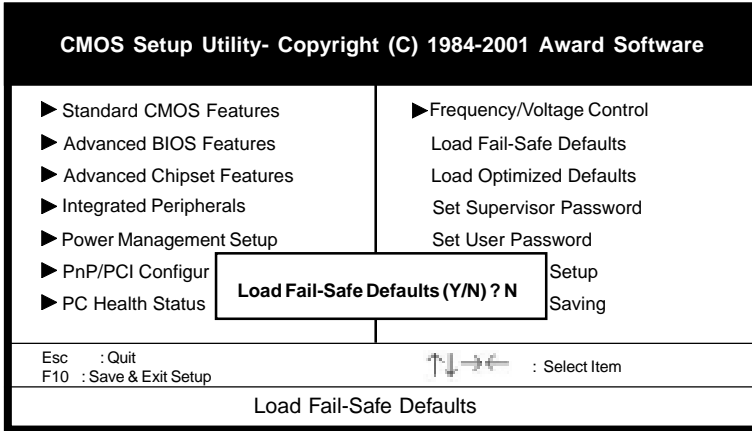 CMOS Setup Utility- Copyright (C) 1984-2001 Award Software
Standard CMOS Features
Advanced BIOS Features
Advanced Chipset Features
Integrated Peripherals
Power Management Setup
PnP/PCI Configur
PC Health Status
Frequency/Voltage Control
Load Fail-Safe Defaults
Load Optimized Defaults
Set Supervisor Password
Set User Password
Setup
Saving
Load Fail-Safe Defaults (Y/N) ? N
Esc : Quit
F10 : Save & Exit Setup
↑↓→← : Select Item
Load Fail-Safe Defaults